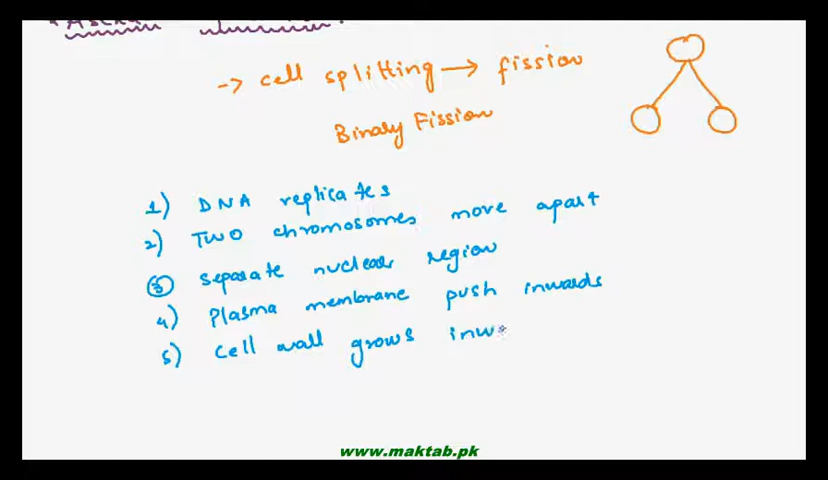 -> cell splitting → fission
Binary Fission
1) DNA replicates
2) Two chromosomes move apart
3 separate nuclear region
4) Plasma membrane push inwards
5) cell wall grows inw
www.maktab.pk